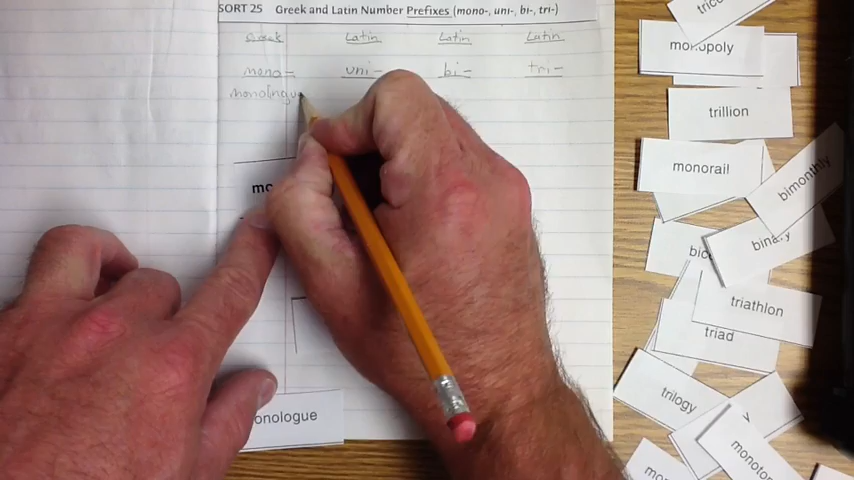 SORT 25 Greek and Latin Number Prefixes (mono-, uni-, bi-, tri-)
Greek Latin Latin Latin
mono- uni- bi- tri-
monolingu
monopoly
trillion
monorail
bimonthly
binary
triathlon
triad
trilogy